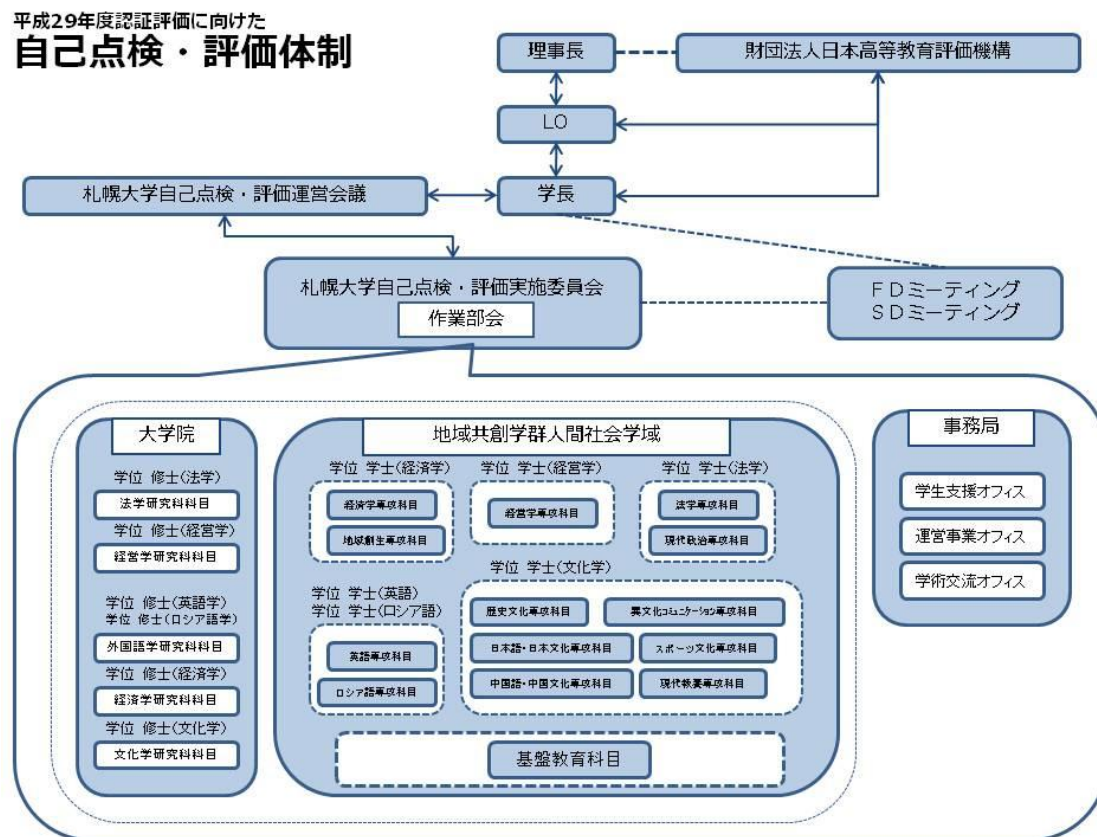 平成29年度認証評価に向けた
自己点検・評価体制
理事長
財団法人日本高等教育評価機構
LO
札幌大学自己点検・評価運営会議
学長
札幌大学自己点検・評価実施委員会
作業部会
ＦＤミーティング
ＳＤミーティング
大学院
学位 修士(法学)
法学研究科科目
学位 修士(経営学)
経営学研究科科目
学位 修士(英語学)
学位 修士(ロシア語学)
外国語学研究科科目
学位 修士(経済学)
経済学研究科科目
学位 修士(文化学)
文化学研究科科目
地域共創学群人間社会学域
学位 学士(経済学)
経済学専攻科目
地域創生専攻科目
学位 学士(経営学)
経営学専攻科目
学位 学士(法学)
法学専攻科目
現代政治専攻科目
学位 学士(英語)
学位 学士(ロシア語)
英語専攻科目
ロシア語専攻科目
学位 学士(文化学)
歴史文化専攻科目
異文化コミュニケーション専攻科目
日本語・日本文化専攻科目
スポーツ文化専攻科目
中国語・中国文化専攻科目
現代教養専攻科目
基盤教育科目
事務局
学生支援オフィス
運営事業オフィス
学術交流オフィス